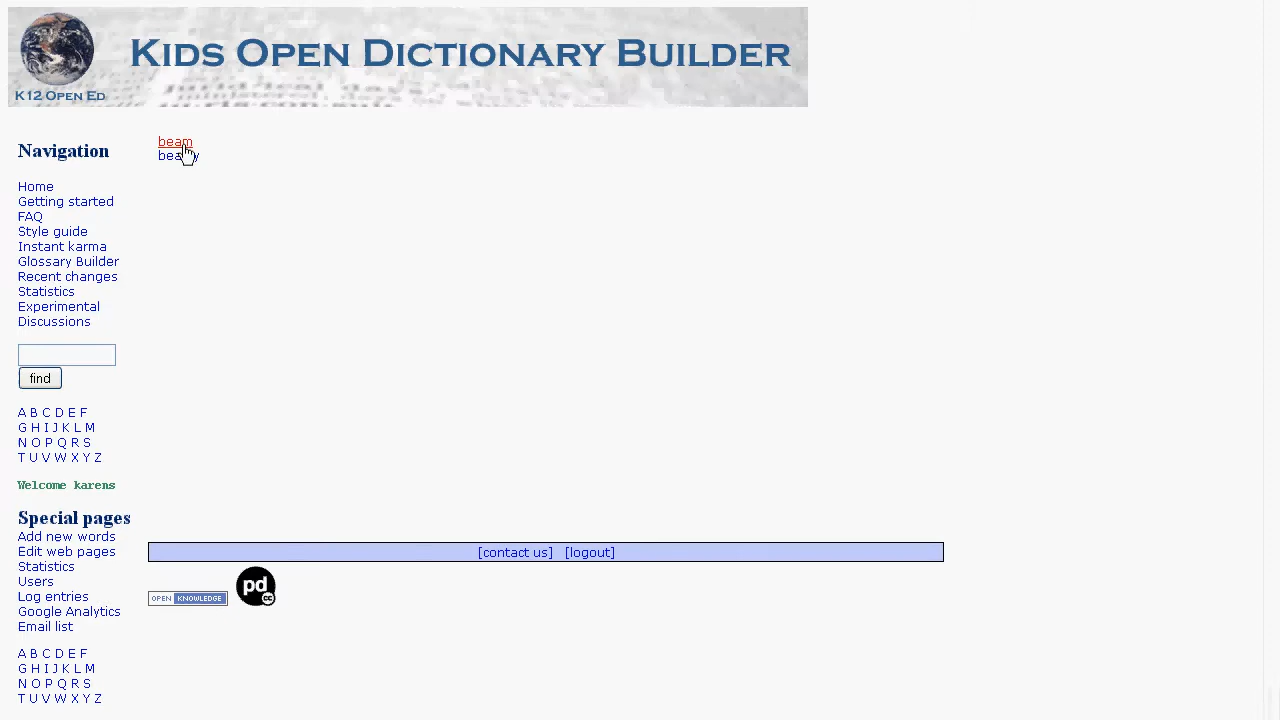 KIDS OPEN DICTIONARY BUILDER
K12 OPEN ED
Navigation
beam
Home
Getting started
FAQ
Style guide
Instant karma
Glossary Builder
Recent changes
Statistics
Experimental
Discussions
find
A B C D E F
G H I J K L M
N O P Q R S
T U V W X Y Z
Welcome karens
Special pages
Add new words
Edit web pages
Statistics
Users
Log entries
Google Analytics
Email list
A B C D E F
G H I J K L M
N O P Q R S
T U V W X Y Z
[contact us] [logout]
OPEN KNOWLEDGE
pd
cc